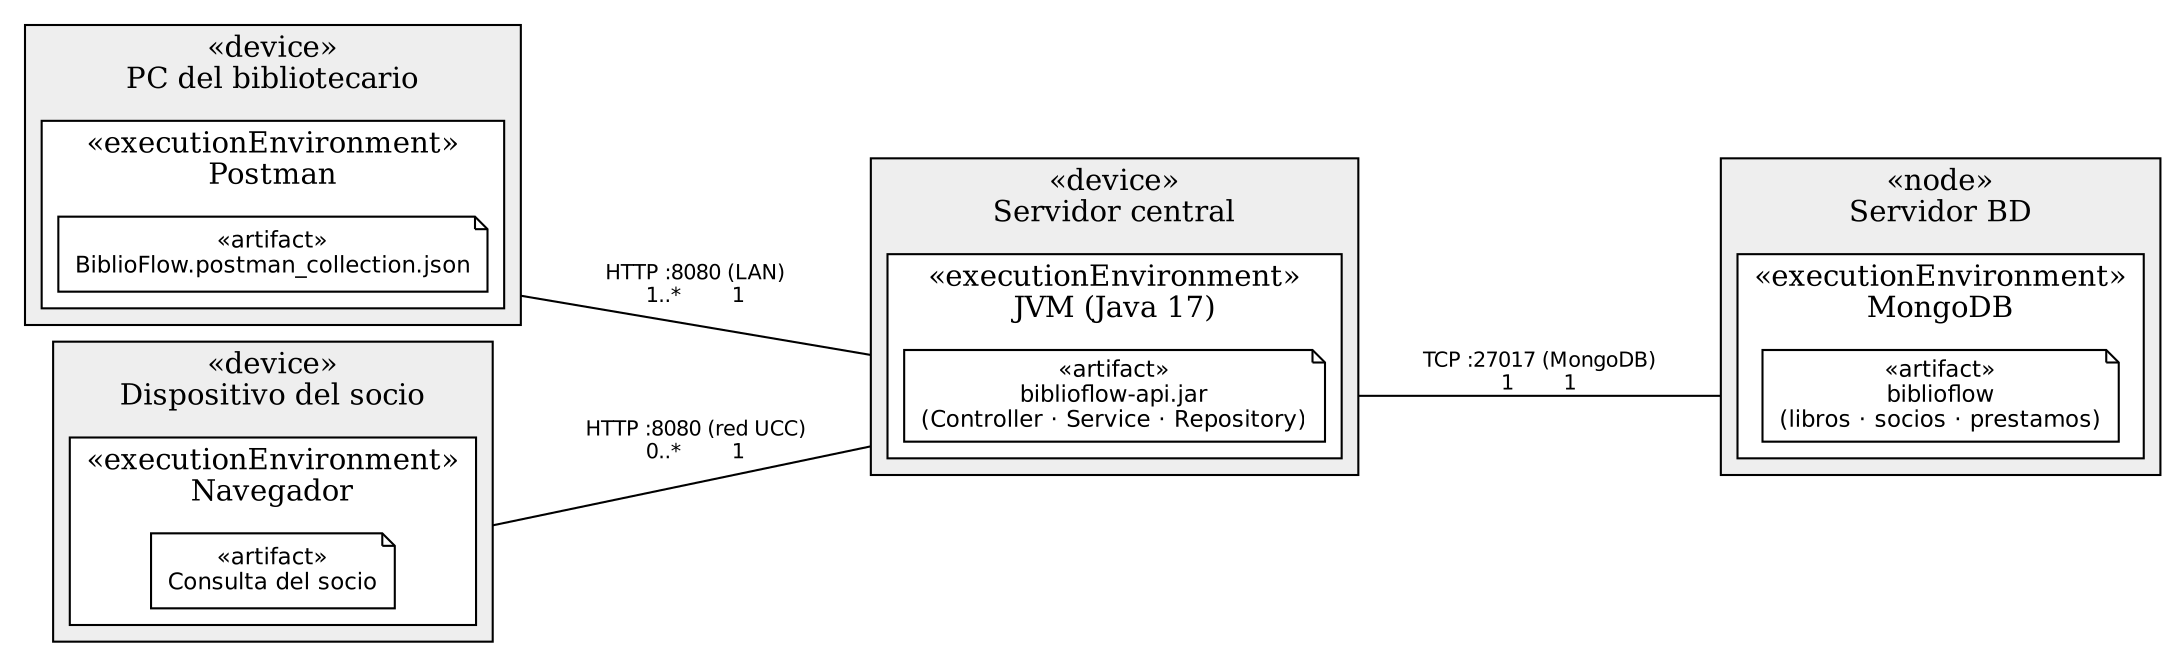 «device»
PC del bibliotecario
«executionEnvironment»
Postman
«artifact»
BiblioFlow.postman_collection.json
«device»
Dispositivo del socio
«executionEnvironment»
Navegador
«artifact»
Consulta del socio
HTTP :8080 (LAN)
1..* 1
HTTP :8080 (red UCC)
0..* 1
«device»
Servidor central
«executionEnvironment»
JVM (Java 17)
«artifact»
biblioflow-api.jar
(Controller · Service · Repository)
TCP :27017 (MongoDB)
1 1
«node»
Servidor BD
«executionEnvironment»
MongoDB
«artifact»
biblioflow
(libros · socios · prestamos)